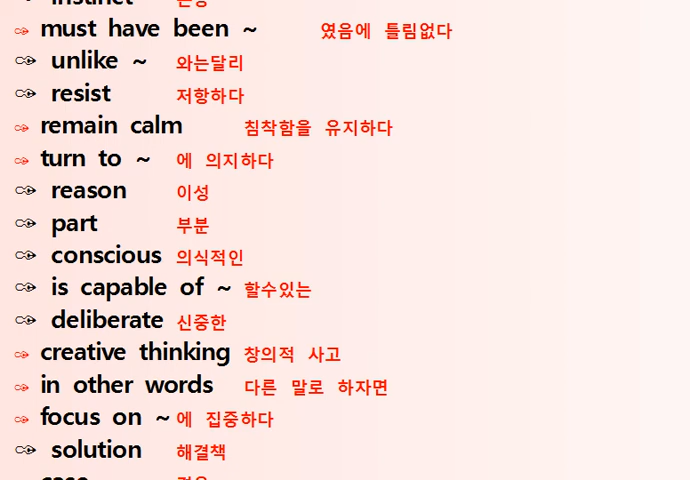 must have been ~ 였음에 틀림없다
unlike ~ 와는달리
resist 저항하다
remain calm 침착함을 유지하다
turn to ~ 에 의지하다
reason 이성
part 부분
conscious 의식적인
is capable of ~ 할수있는
deliberate 신중한
creative thinking 창의적 사고
in other words 다른 말로 하자면
focus on ~ 에 집중하다
solution 해결책